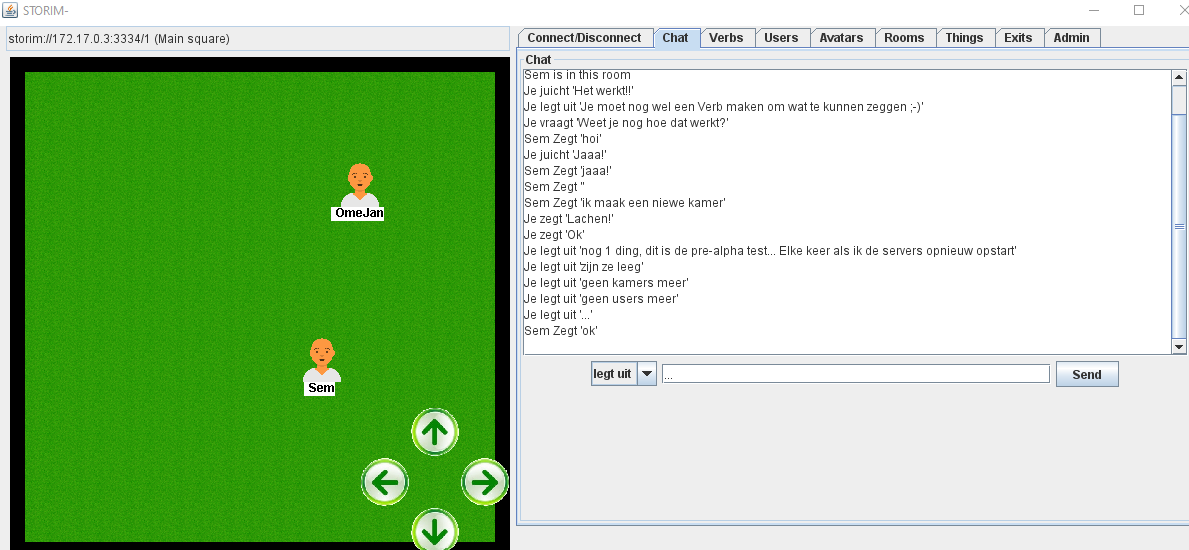 STORIM-
storim://172.17.0.3:3334/1 (Main square)
OmeJan
Sem
Connect/Disconnect Chat Verbs Users Avatars Rooms Things Exits Admin
Chat
Sem is in this room
Je juicht 'Het werkt!!'
Je legt uit 'Je moet nog wel een Verb maken om wat te kunnen zeggen ;-)'
Je vraagt 'Weet je nog hoe dat werkt?'
Sem Zegt 'hoi'
Je juicht 'Jaaa!'
Sem Zegt 'jaaa!'
Sem Zegt ''
Sem Zegt 'ik maak een niewe kamer'
Je zegt 'Lachen!'
Je zegt 'Ok'
Je legt uit 'nog 1 ding, dit is de pre-alpha test... Elke keer als ik de servers opnieuw opstart'
Je legt uit 'zijn ze leeg'
Je legt uit 'geen kamers meer'
Je legt uit 'geen users meer'
Je legt uit '...'
Sem Zegt 'ok'
legt uit ... Send